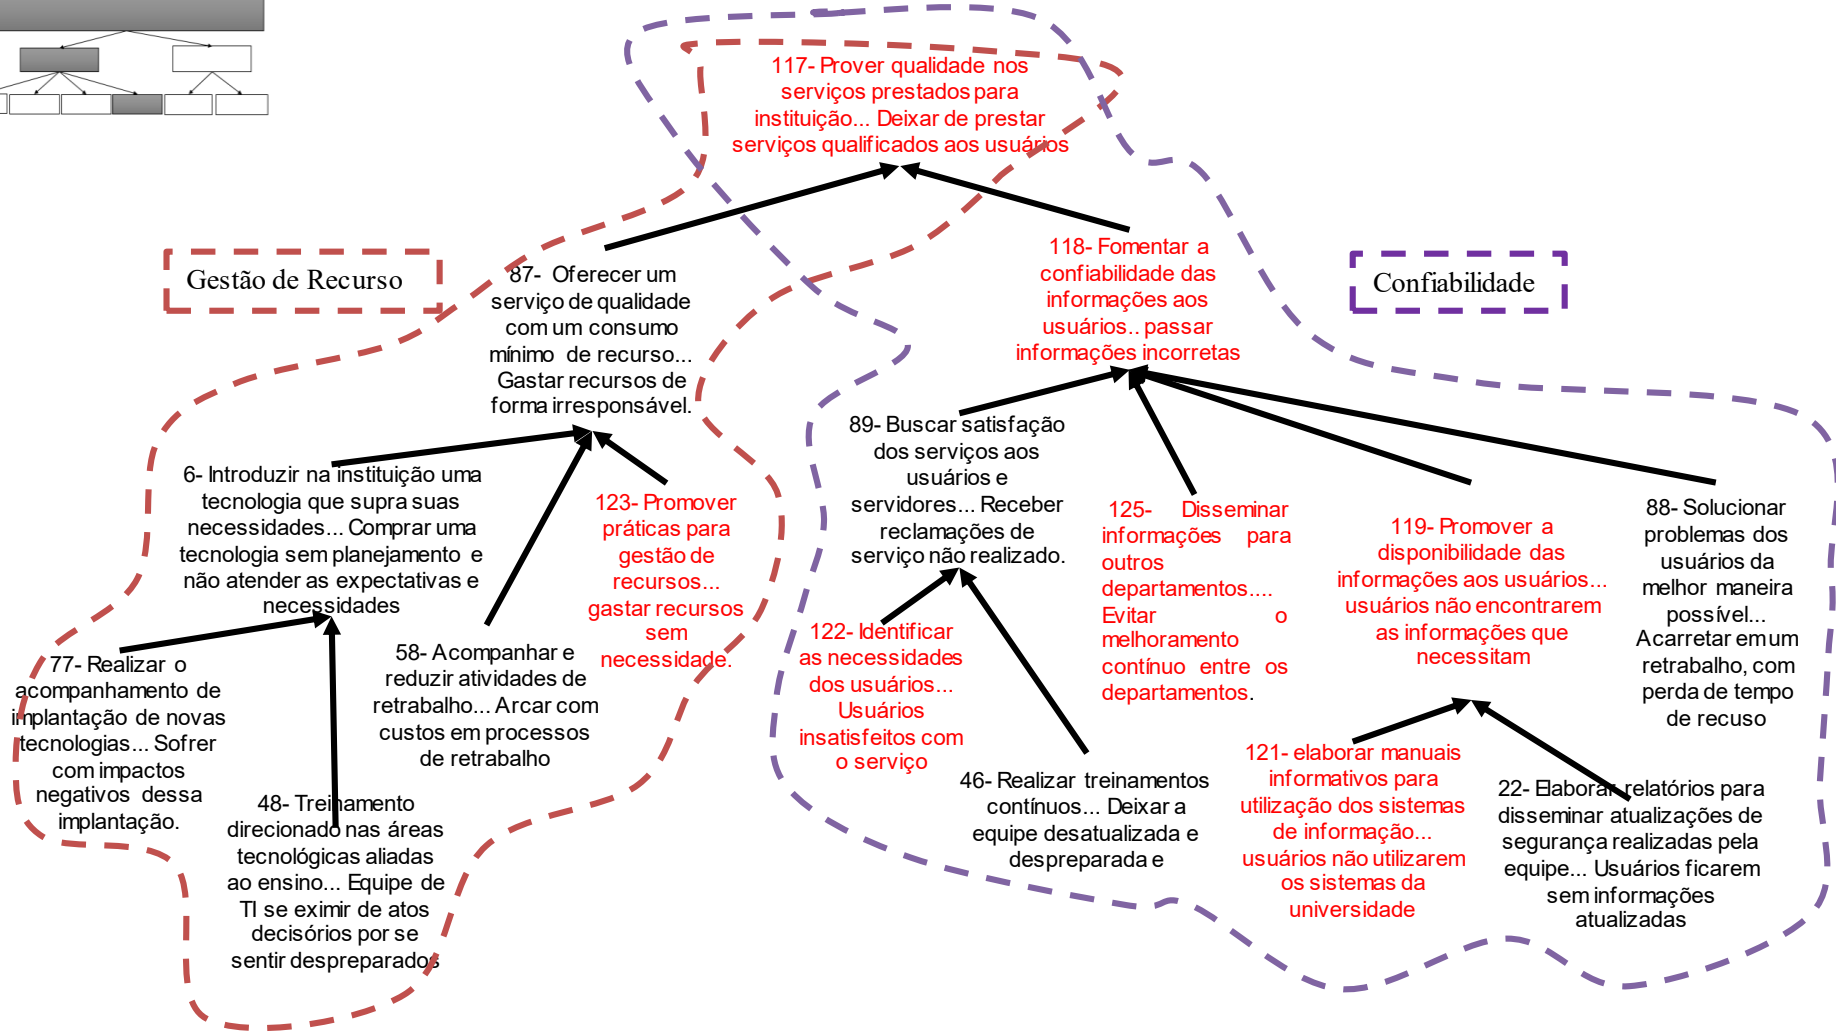 117- Prover qualidade nos
serviços prestados para
instituição... Deixar de prestar
serviços qualificados aos usuários
Gestão de Recurso
87- Oferecer um
serviço de qualidade
com um consumo
mínimo de recurso...
Gastar recursos de
forma irresponsável.
118- Fomentar a
confiabilidade das
informações aos
usuários.. passar
informações incorretas
Confiabilidade
6- Introduzir na instituição uma
tecnologia que supra suas
necessidades... Comprar uma
tecnologia sem planejamento e
não atender as expectativas e
necessidades
123- Promover
práticas para
gestão de
recursos...
gastar recursos
sem
necessidade.
89- Buscar satisfação
dos serviços aos
usuários e
servidores... Receber
reclamações de
serviço não realizado.
125- Disseminar
informações para
outros
departamentos....
Evitar o
melhoramento
contínuo entre os
departamentos.
119- Promover a
disponibilidade das
informações aos usuários...
usuários não encontrarem
as informações que
necessitam
88- Solucionar
problemas dos
usuários da
melhor maneira
possível...
Acarretar em um
retrabalho, com
perda de tempo
de recuso
77- Realizar o
acompanhamento de
implantação de novas
tecnologias... Sofrer
com impactos
negativos dessa
implantação.
58- Acompanhar e
reduzir atividades de
retrabalho... Arcar com
custos em processos
de retrabalho
122- Identificar
as necessidades
dos usuários...
Usuários
insatisfeitos com
o serviço
48- Treinamento
direcionado nas áreas
tecnológicas aliadas
ao ensino... Equipe de
TI se eximir de atos
decisórios por se
sentir despreparados
46- Realizar treinamentos
contínuos... Deixar a
equipe desatualizada e
despreparada e
121- elaborar manuais
informativos para
utilização dos sistemas
de informação...
usuários não utilizarem
os sistemas da
universidade
22- Elaborar relatórios para
disseminar atualizações de
segurança realizadas pela
equipe... Usuários ficarem
sem informações
atualizadas